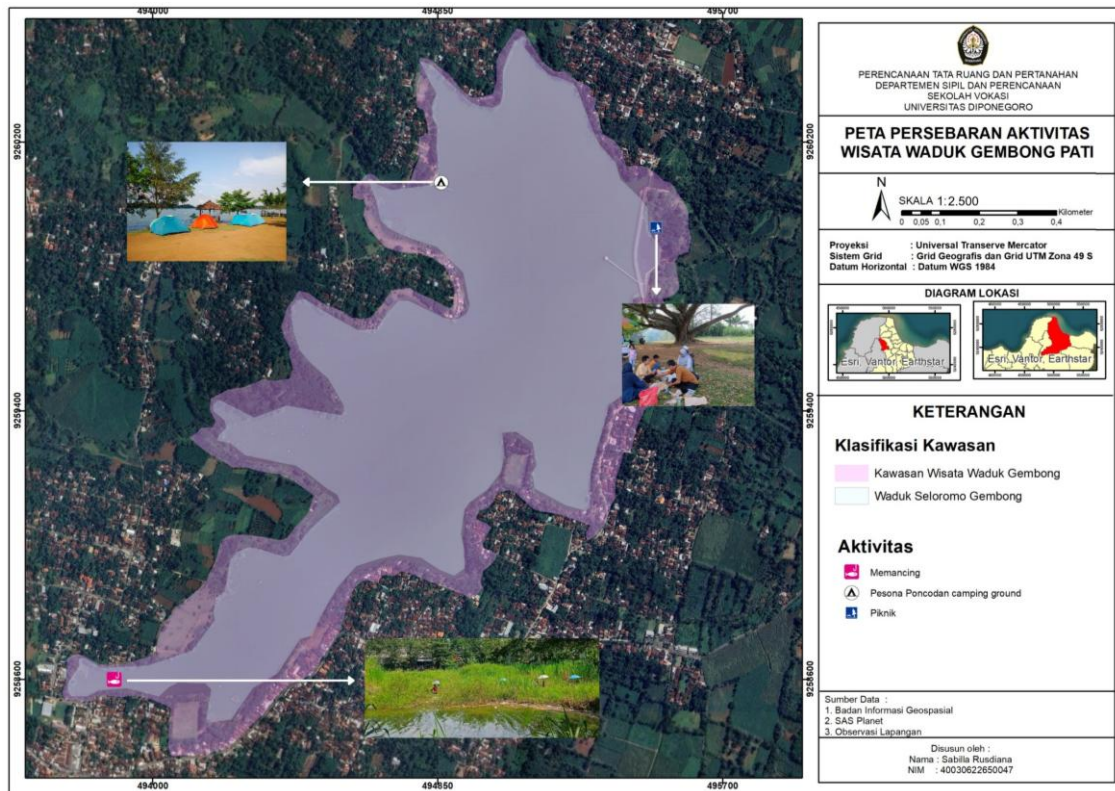 494000
494850
495700
9260200
9260200
9259400
9259400
9258600
9258600
494000
494850
495700
PERENCANAAN TATA RUANG DAN PERTANAHAN
DEPARTEMEN SIPIL DAN PERENCANAAN
SEKOLAH VOKASI
UNIVERSITAS DIPONEGORO
PETA PERSEBARAN AKTIVITAS
WISATA WADUK GEMBONG PATI
N
SKALA 1:2.500
Kilometer
0 0,05 0,1 0,2 0,3 0,4
Proyeksi : Universal Transerve Mercator
Sistem Grid : Grid Geografis dan Grid UTM Zona 49 S
Datum Horizontal : Datum WGS 1984
DIAGRAM LOKASI
Esri, Vantor, Earthstar
Esri, Vantor, Earthstar
KETERANGAN
Klasifikasi Kawasan
Kawasan Wisata Waduk Gembong
Waduk Seloromo Gembong
Aktivitas
Memancing
Pesona Poncodan camping ground
Piknik
Sumber Data :
1. Badan Informasi Geospasial
2. SAS Planet
3. Observasi Lapangan
Disusun oleh :
Nama : Sabilla Rusdiana
NIM : 40030622650047